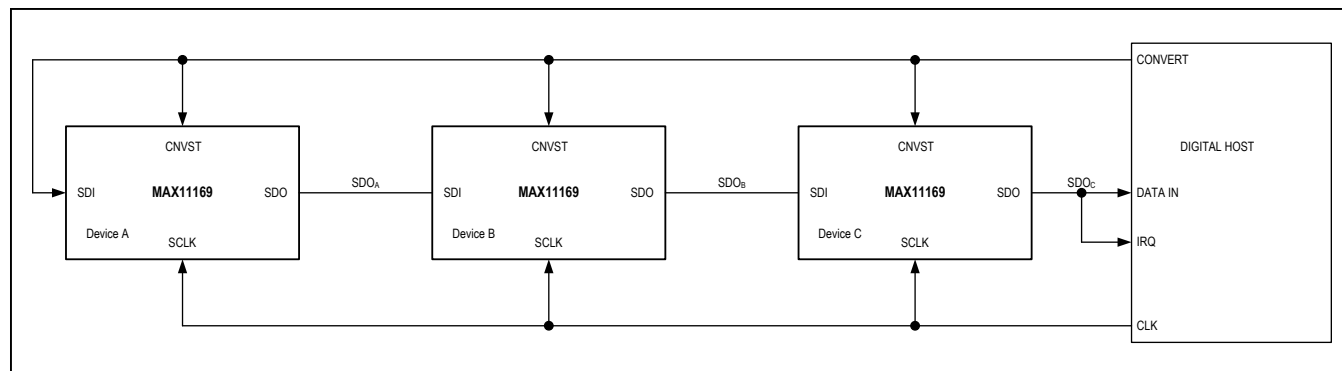 CONVERT
CNVST
CNVST
CNVST
DIGITAL HOST
SDI
MAX11169
SDO
SDOA
SDI
MAX11169
SDO
SDOB
SDI
MAX11169
SDO
SDOC
DATA IN
Device A
SCLK
Device B
SCLK
Device C
SCLK
IRQ
CLK